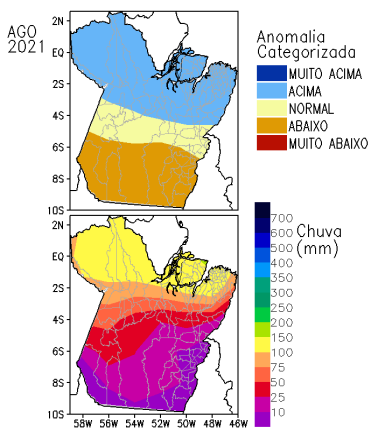 AGO
2021
2N
EQ
2S
4S
6S
8S
10S
Anomalia
Categorizada
MUITO ACIMA
ACIMA
NORMAL
ABAIXO
MUITO ABAIXO
2N
EQ
2S
4S
6S
8S
10S
58W 56W 54W 52W 50W 48W 46W
Chuva
(mm)
700
600
500
400
350
300
250
200
150
100
75
50
25
10